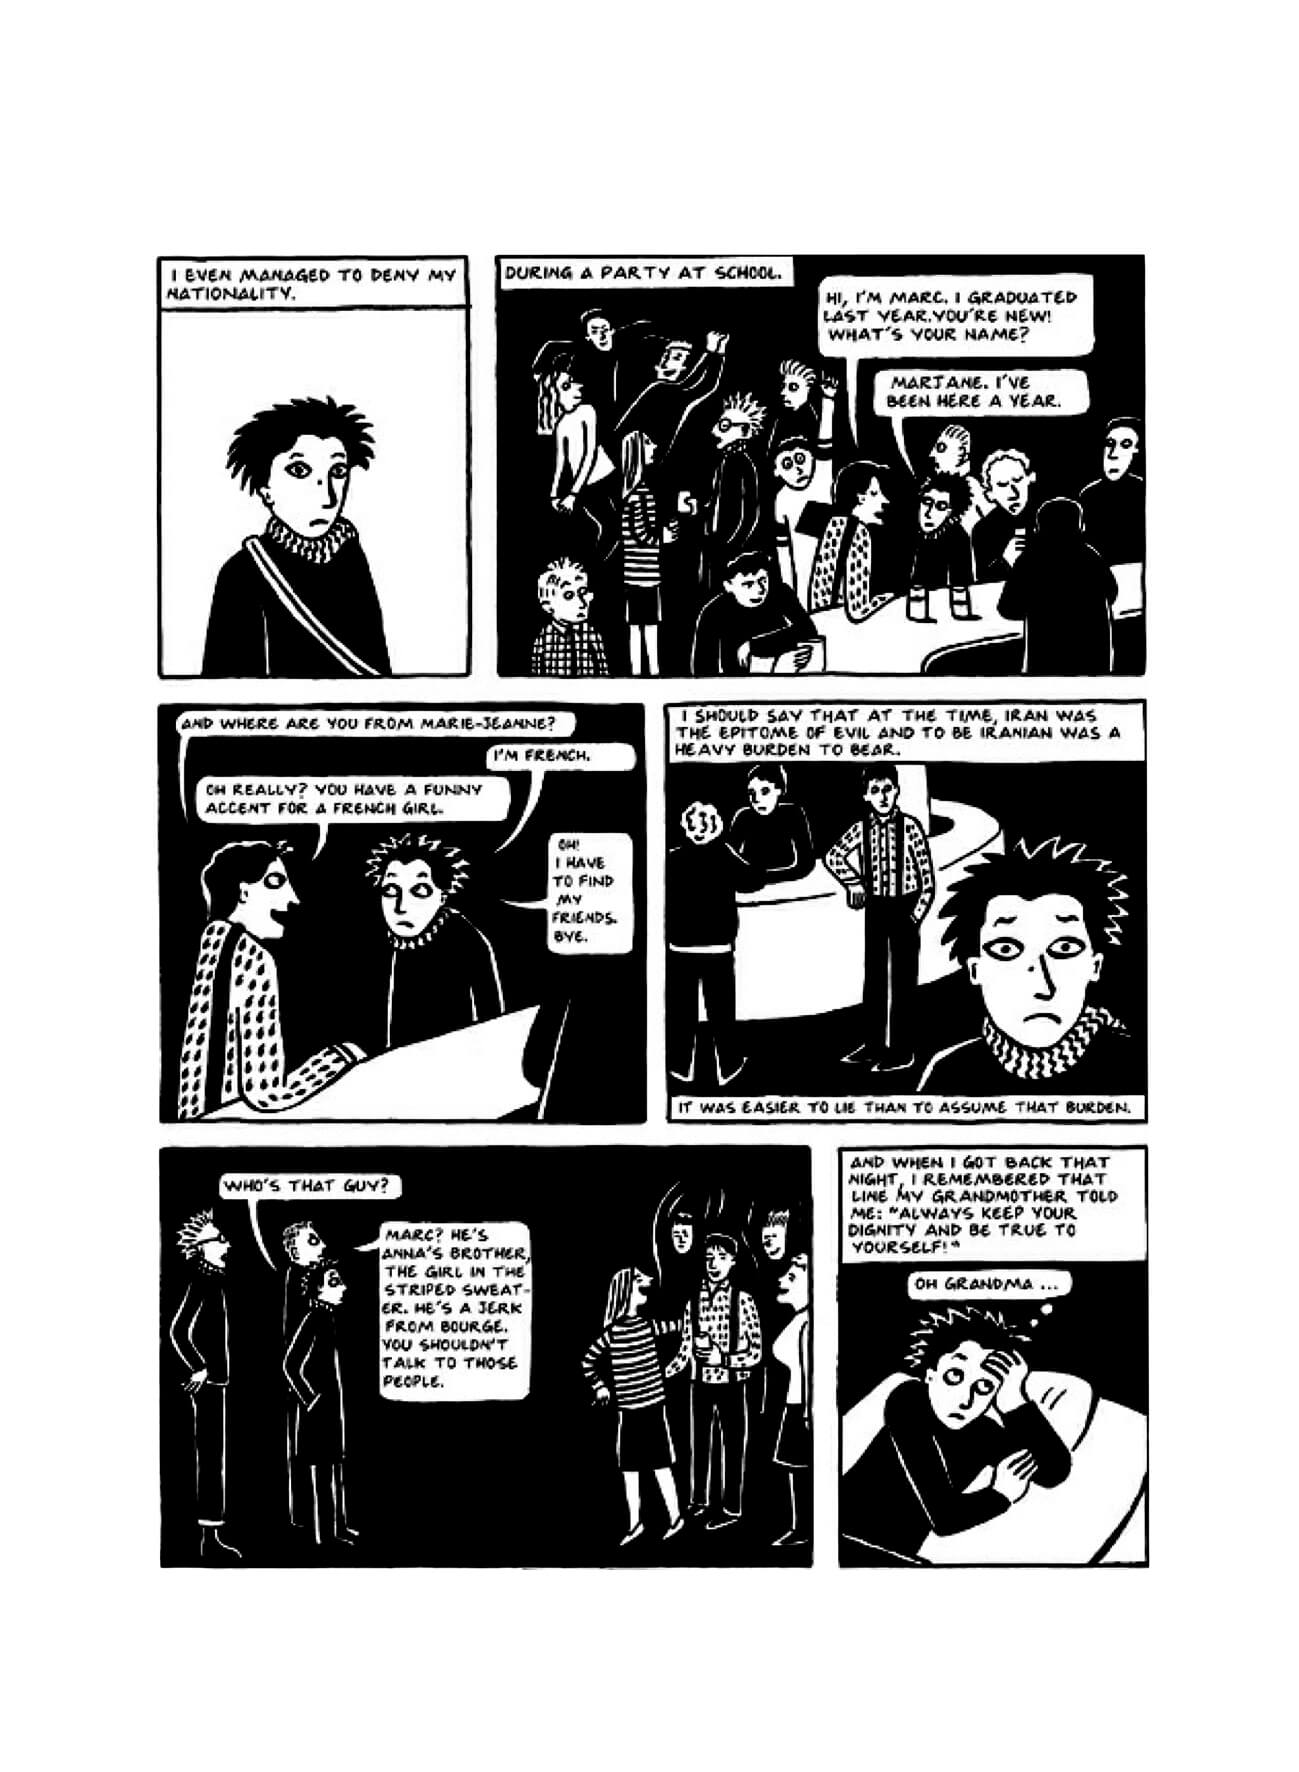 I EVEN MANAGED TO DENY MY
NATIONALITY.
DURING A PARTY AT SCHOOL.
HI, I'M MARC. I GRADUATED
LAST YEAR.YOU'RE NEW!
WHAT'S YOUR NAME?
MARJANE. I'VE
BEEN HERE A YEAR.
AND WHERE ARE YOU FROM MARIE-JEANNE?
I'M FRENCH.
OH REALLY? YOU HAVE A FUNNY
ACCENT FOR A FRENCH GIRL.
OH!
I HAVE
TO FIND
MY
FRIENDS.
BYE.
I SHOULD SAY THAT AT THE TIME, IRAN WAS
THE EPITOME OF EVIL AND TO BE IRANIAN WAS A
HEAVY BURDEN TO BEAR.
IT WAS EASIER TO LIE THAN TO ASSUME THAT BURDEN.
WHO'S THAT GUY?
MARC? HE'S
ANNA'S BROTHER,
THE GIRL IN THE
STRIPED SWEAT-
ER. HE'S A JERK
FROM BOURGE.
YOU SHOULDN'T
TALK TO THOSE
PEOPLE.
AND WHEN I GOT BACK THAT
NIGHT, I REMEMBERED THAT
LINE MY GRANDMOTHER TOLD
ME: "ALWAYS KEEP YOUR
DIGNITY AND BE TRUE TO
YOURSELF!"
OH GRANDMA ...